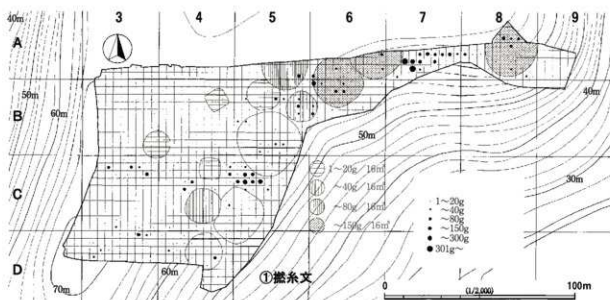 3 4 5 6 7 8 9
A
B
C
D
40m
50m
60m
70m
60m
50m
40m
30m
1~20g/16㎡
~40g/16㎡
~80g/16㎡
~150g/16㎡
1~20g
~40g
~80g
~150g
~300g
301g~
①撚糸文
0 (1/2,000) 100m